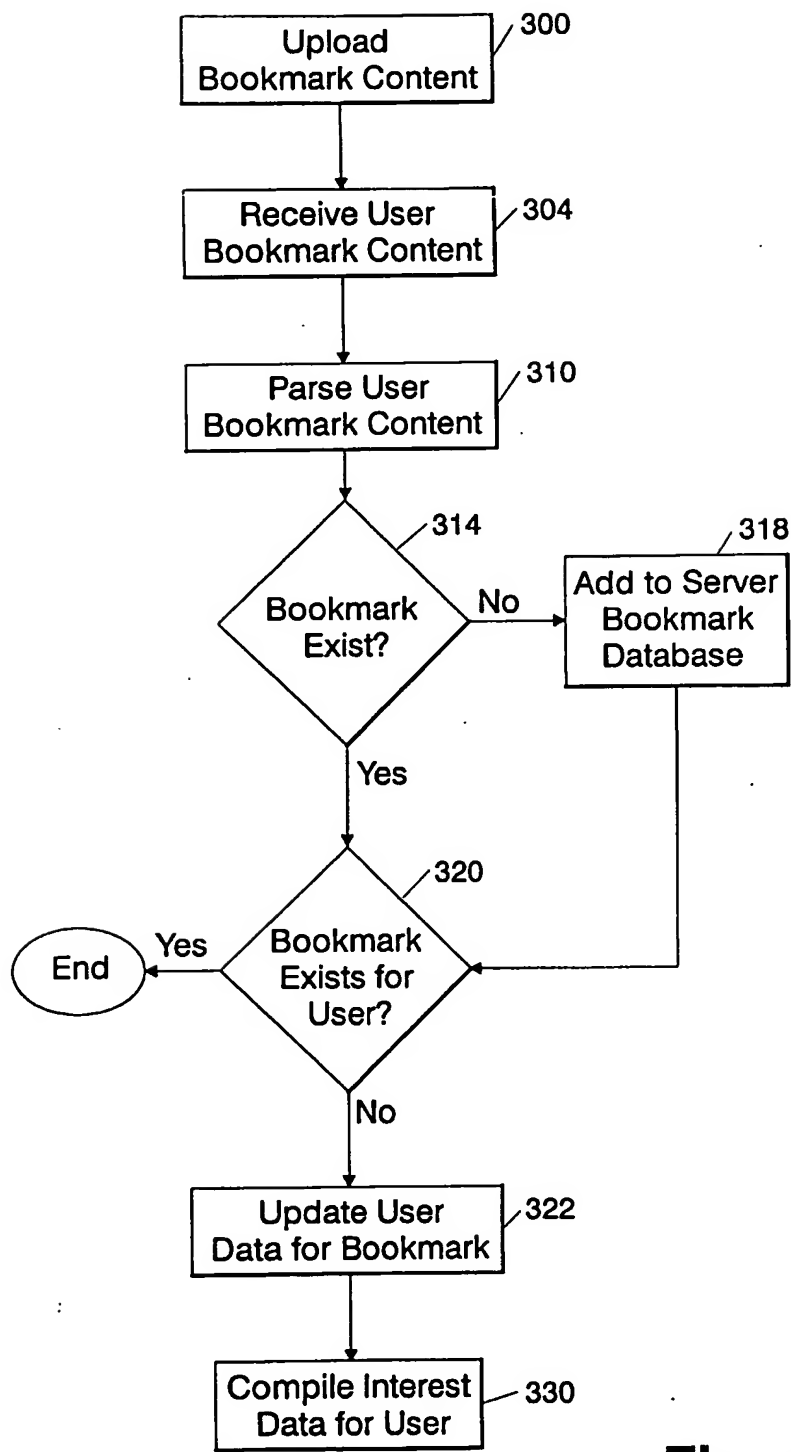 Upload
Bookmark Content
300
Receive User
Bookmark Content
304
Parse User
Bookmark Content
310
314
Bookmark
Exist?
No
318
Add to Server
Bookmark
Database
Yes
320
Bookmark
Exists for
User?
Yes
End
No
Update User
Data for Bookmark
322
Compile Interest
Data for User
330